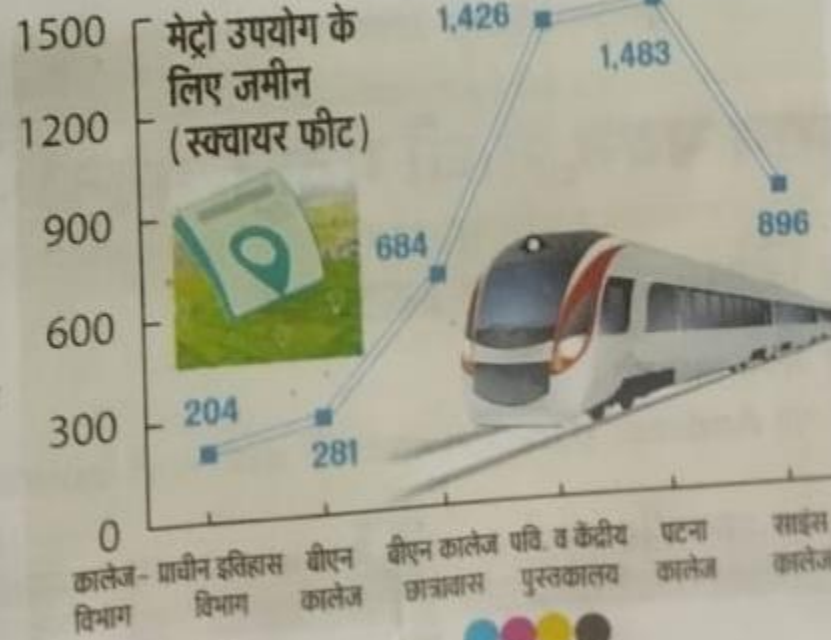 1500
मेट्रो उपयोग के
लिए जमीन
(स्क्वायर फीट)
1,426
1,483
1200
900
684
896
600
204
300
281
0
कालेज- प्राचीन इतिहास बीएन बीएन कालेज पवि. व केंद्रीय पटना साइंस
विभाग विभाग कालेज छात्रावास पुस्तकालय कालेज कालेज